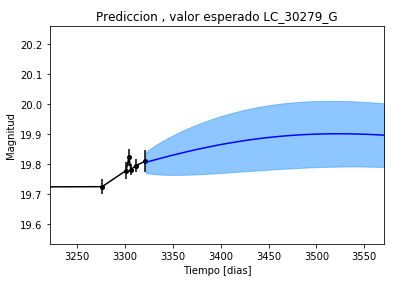 Prediccion , valor esperado LC_30279_G
Magnitud
20.2
20.1
20.0
19.9
19.8
19.7
19.6
3250 3300 3350 3400 3450 3500 3550
Tiempo [dias]